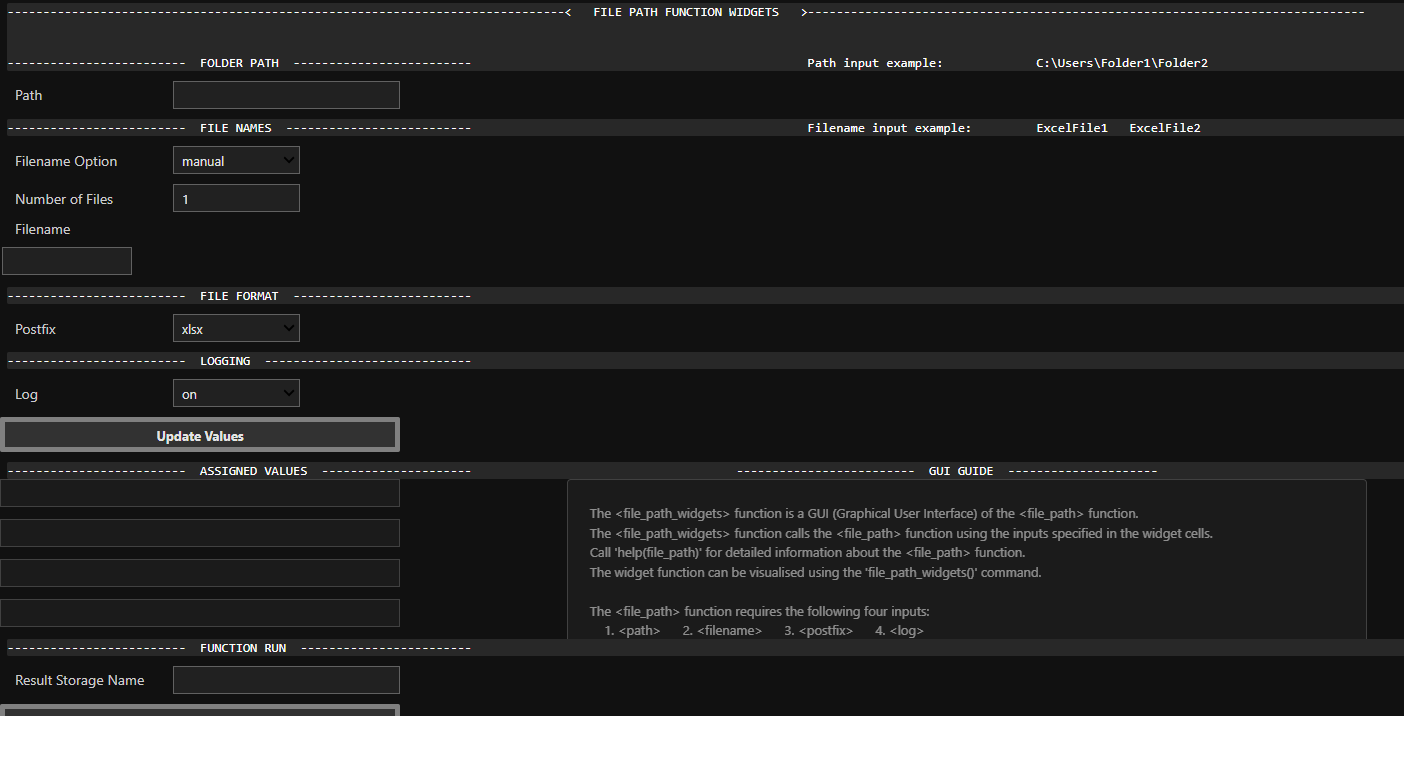 ------------------------------------------------------------------------------< FILE PATH FUNCTION WIDGETS >------------------------------------------------------------------------------
------------------------- FOLDER PATH ------------------------- Path input example: C:\Users\Folder1\Folder2
Path
------------------------- FILE NAMES -------------------------- Filename input example: ExcelFile1 ExcelFile2
Filename Option manual
Number of Files 1
Filename
------------------------- FILE FORMAT -------------------------
Postfix xlsx
------------------------- LOGGING -----------------------------
Log on
Update Values
------------------------- ASSIGNED VALUES --------------------- ------------------------- GUI GUIDE ---------------------
The <file_path_widgets> function is a GUI (Graphical User Interface) of the <file_path> function.
The <file_path_widgets> function calls the <file_path> function using the inputs specified in the widget cells.
Call 'help(file_path)' for detailed information about the <file_path> function.
The widget function can be visualised using the 'file_path_widgets()' command.
The <file_path> function requires the following four inputs:
1. <path> 2. <filename> 3. <postfix> 4. <log>
------------------------- FUNCTION RUN ------------------------
Result Storage Name